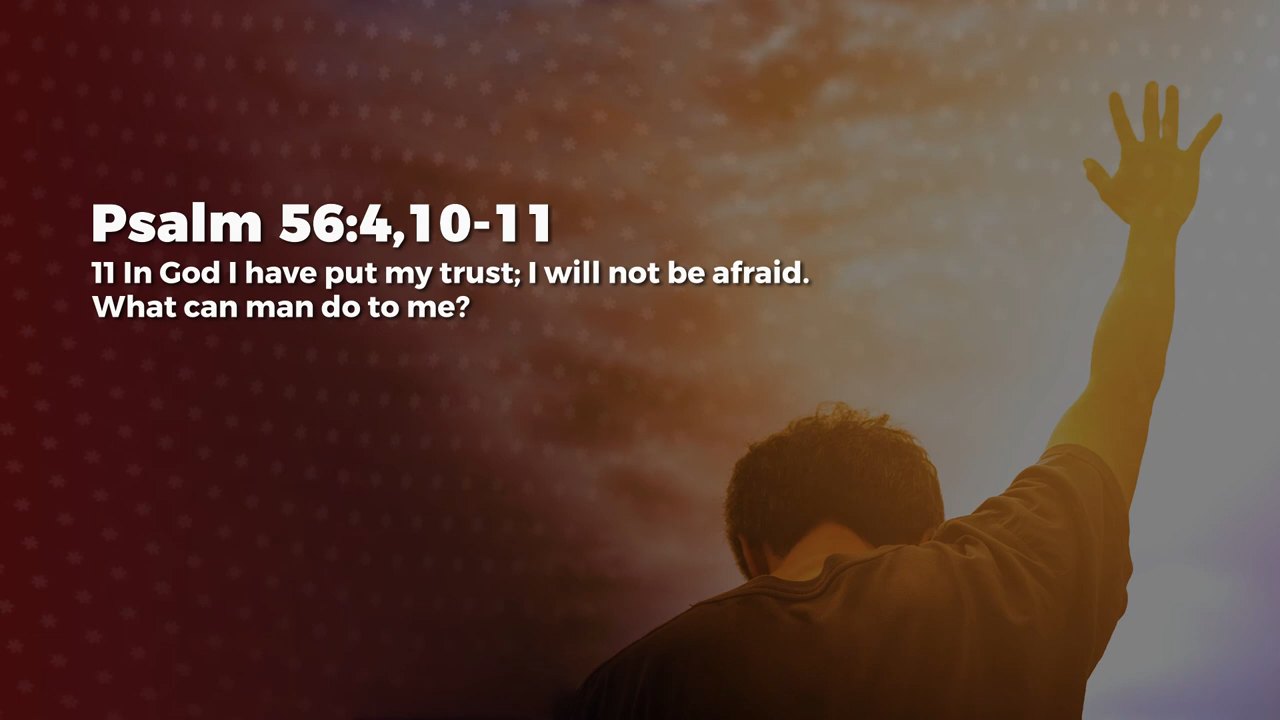 Psalm 56:4,10-11
11 In God I have put my trust; I will not be afraid.
What can man do to me?